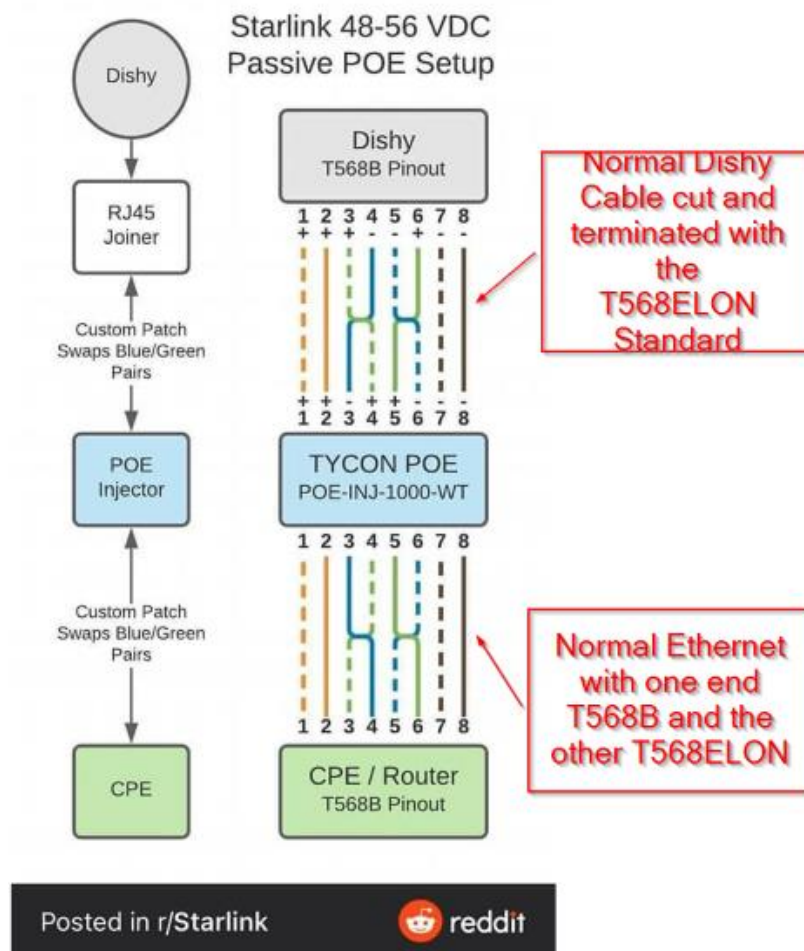 Starlink 48-56 VDC
Passive POE Setup
Dishy
RJ45
Joiner
Custom Patch
Swaps Blue/Green
Pairs
POE
Injector
Custom Patch
Swaps Blue/Green
Pairs
CPE
Dishy
T568B Pinout
1 2 3 4 5 6 7 8
+ + + - - + - -
+ + - + + - - -
1 2 3 4 5 6 7 8
TYCON POE
POE-INJ-1000-WT
1 2 3 4 5 6 7 8
1 2 3 4 5 6 7 8
CPE / Router
T568B Pinout
Normal Dishy
Cable cut and
terminated with
the
T568ELON
Standard
Normal Ethernet
with one end
T568B and the
other T568ELON
Posted in r/Starlink
reddit